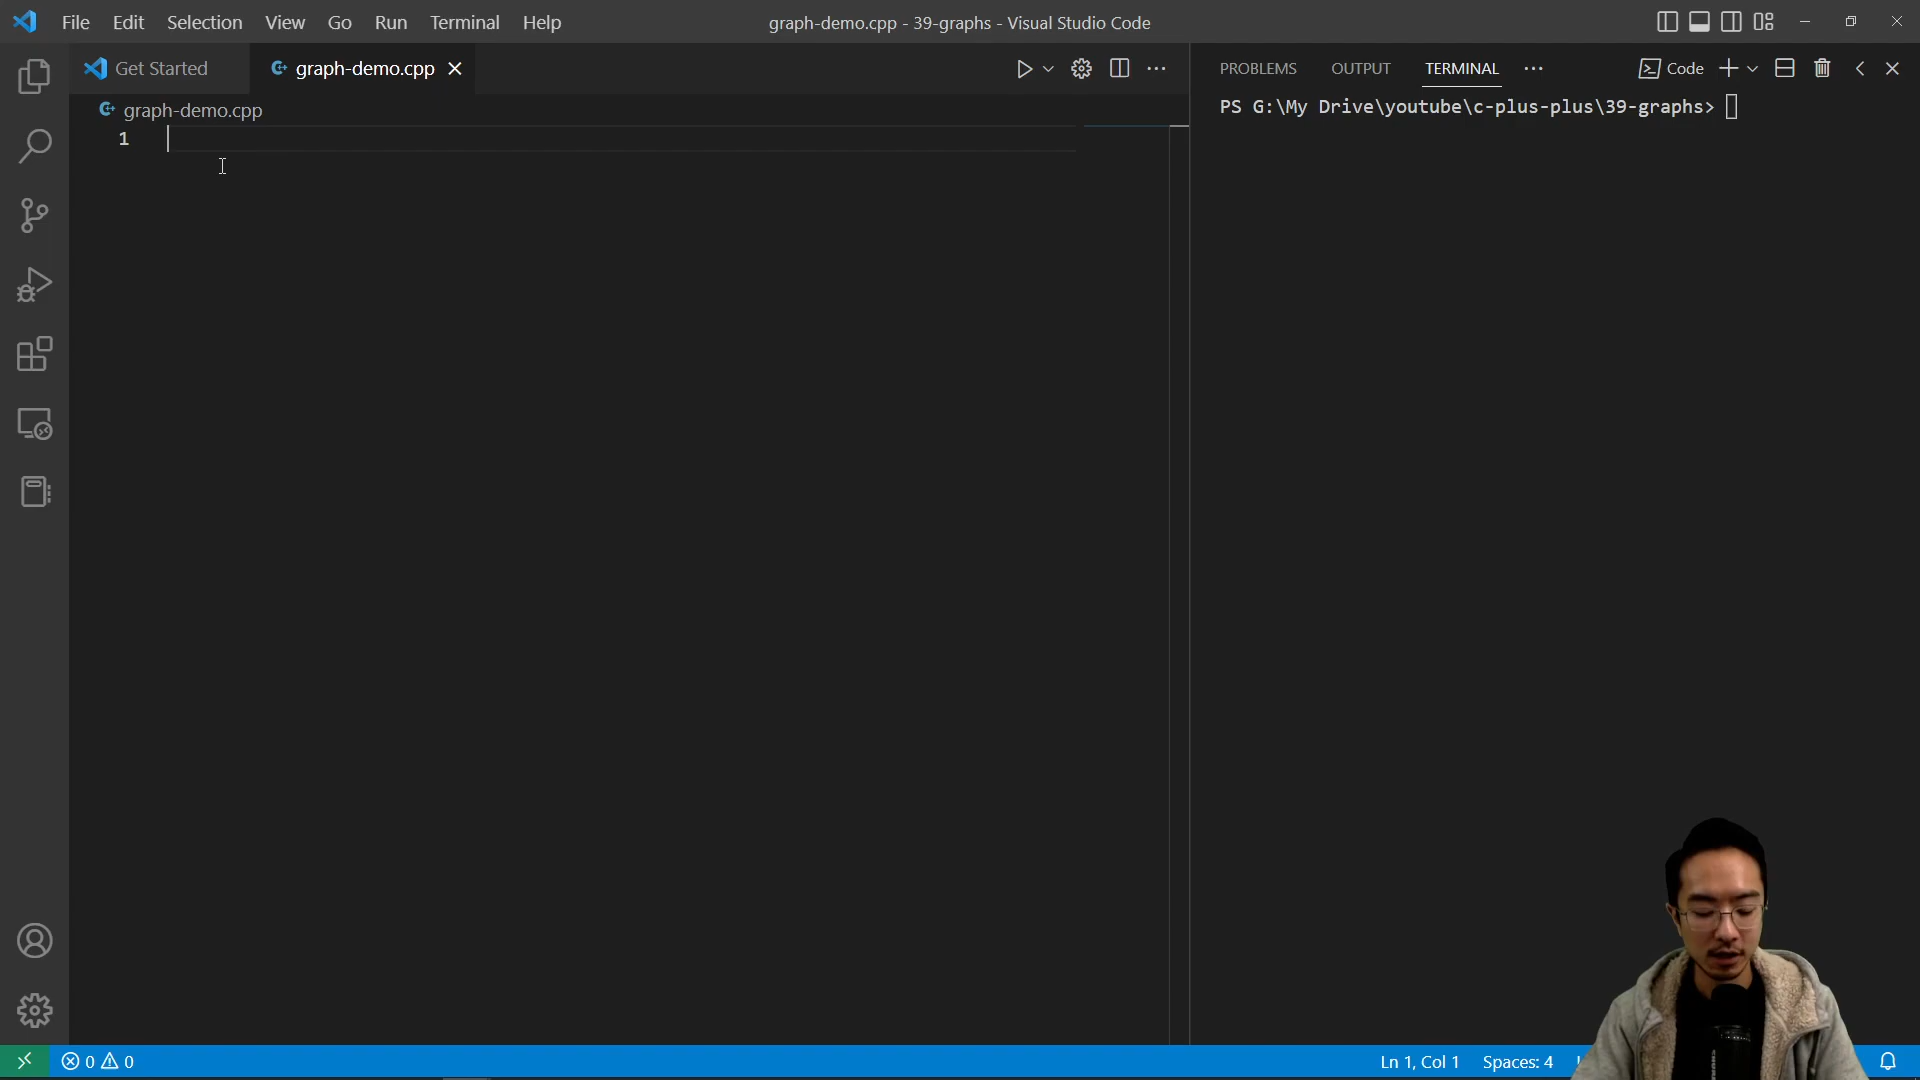 File Edit Selection View Go Run Terminal Help
graph-demo.cpp - 39-graphs - Visual Studio Code
Get Started
graph-demo.cpp
PROBLEMS OUTPUT TERMINAL
Code
graph-demo.cpp
PS G:\My Drive\youtube\c-plus-plus\39-graphs>
1
0 0
Ln 1, Col 1 Spaces: 4